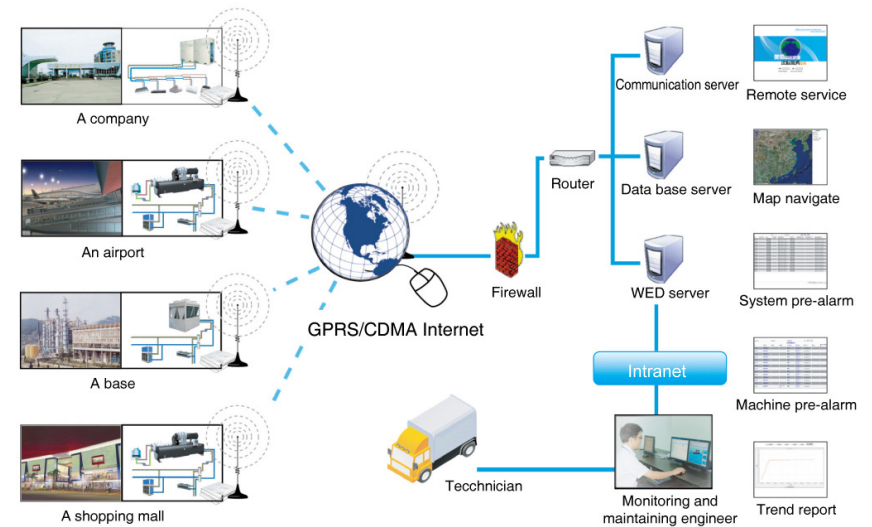 A company
An airport
A base
A shopping mall
GPRS/CDMA Internet
Firewall
Router
Communication server
Data base server
WED server
Intranet
Tecchnician
Monitoring and
maintaining engineer
Remote service
Map navigate
System pre-alarm
Machine pre-alarm
Trend report